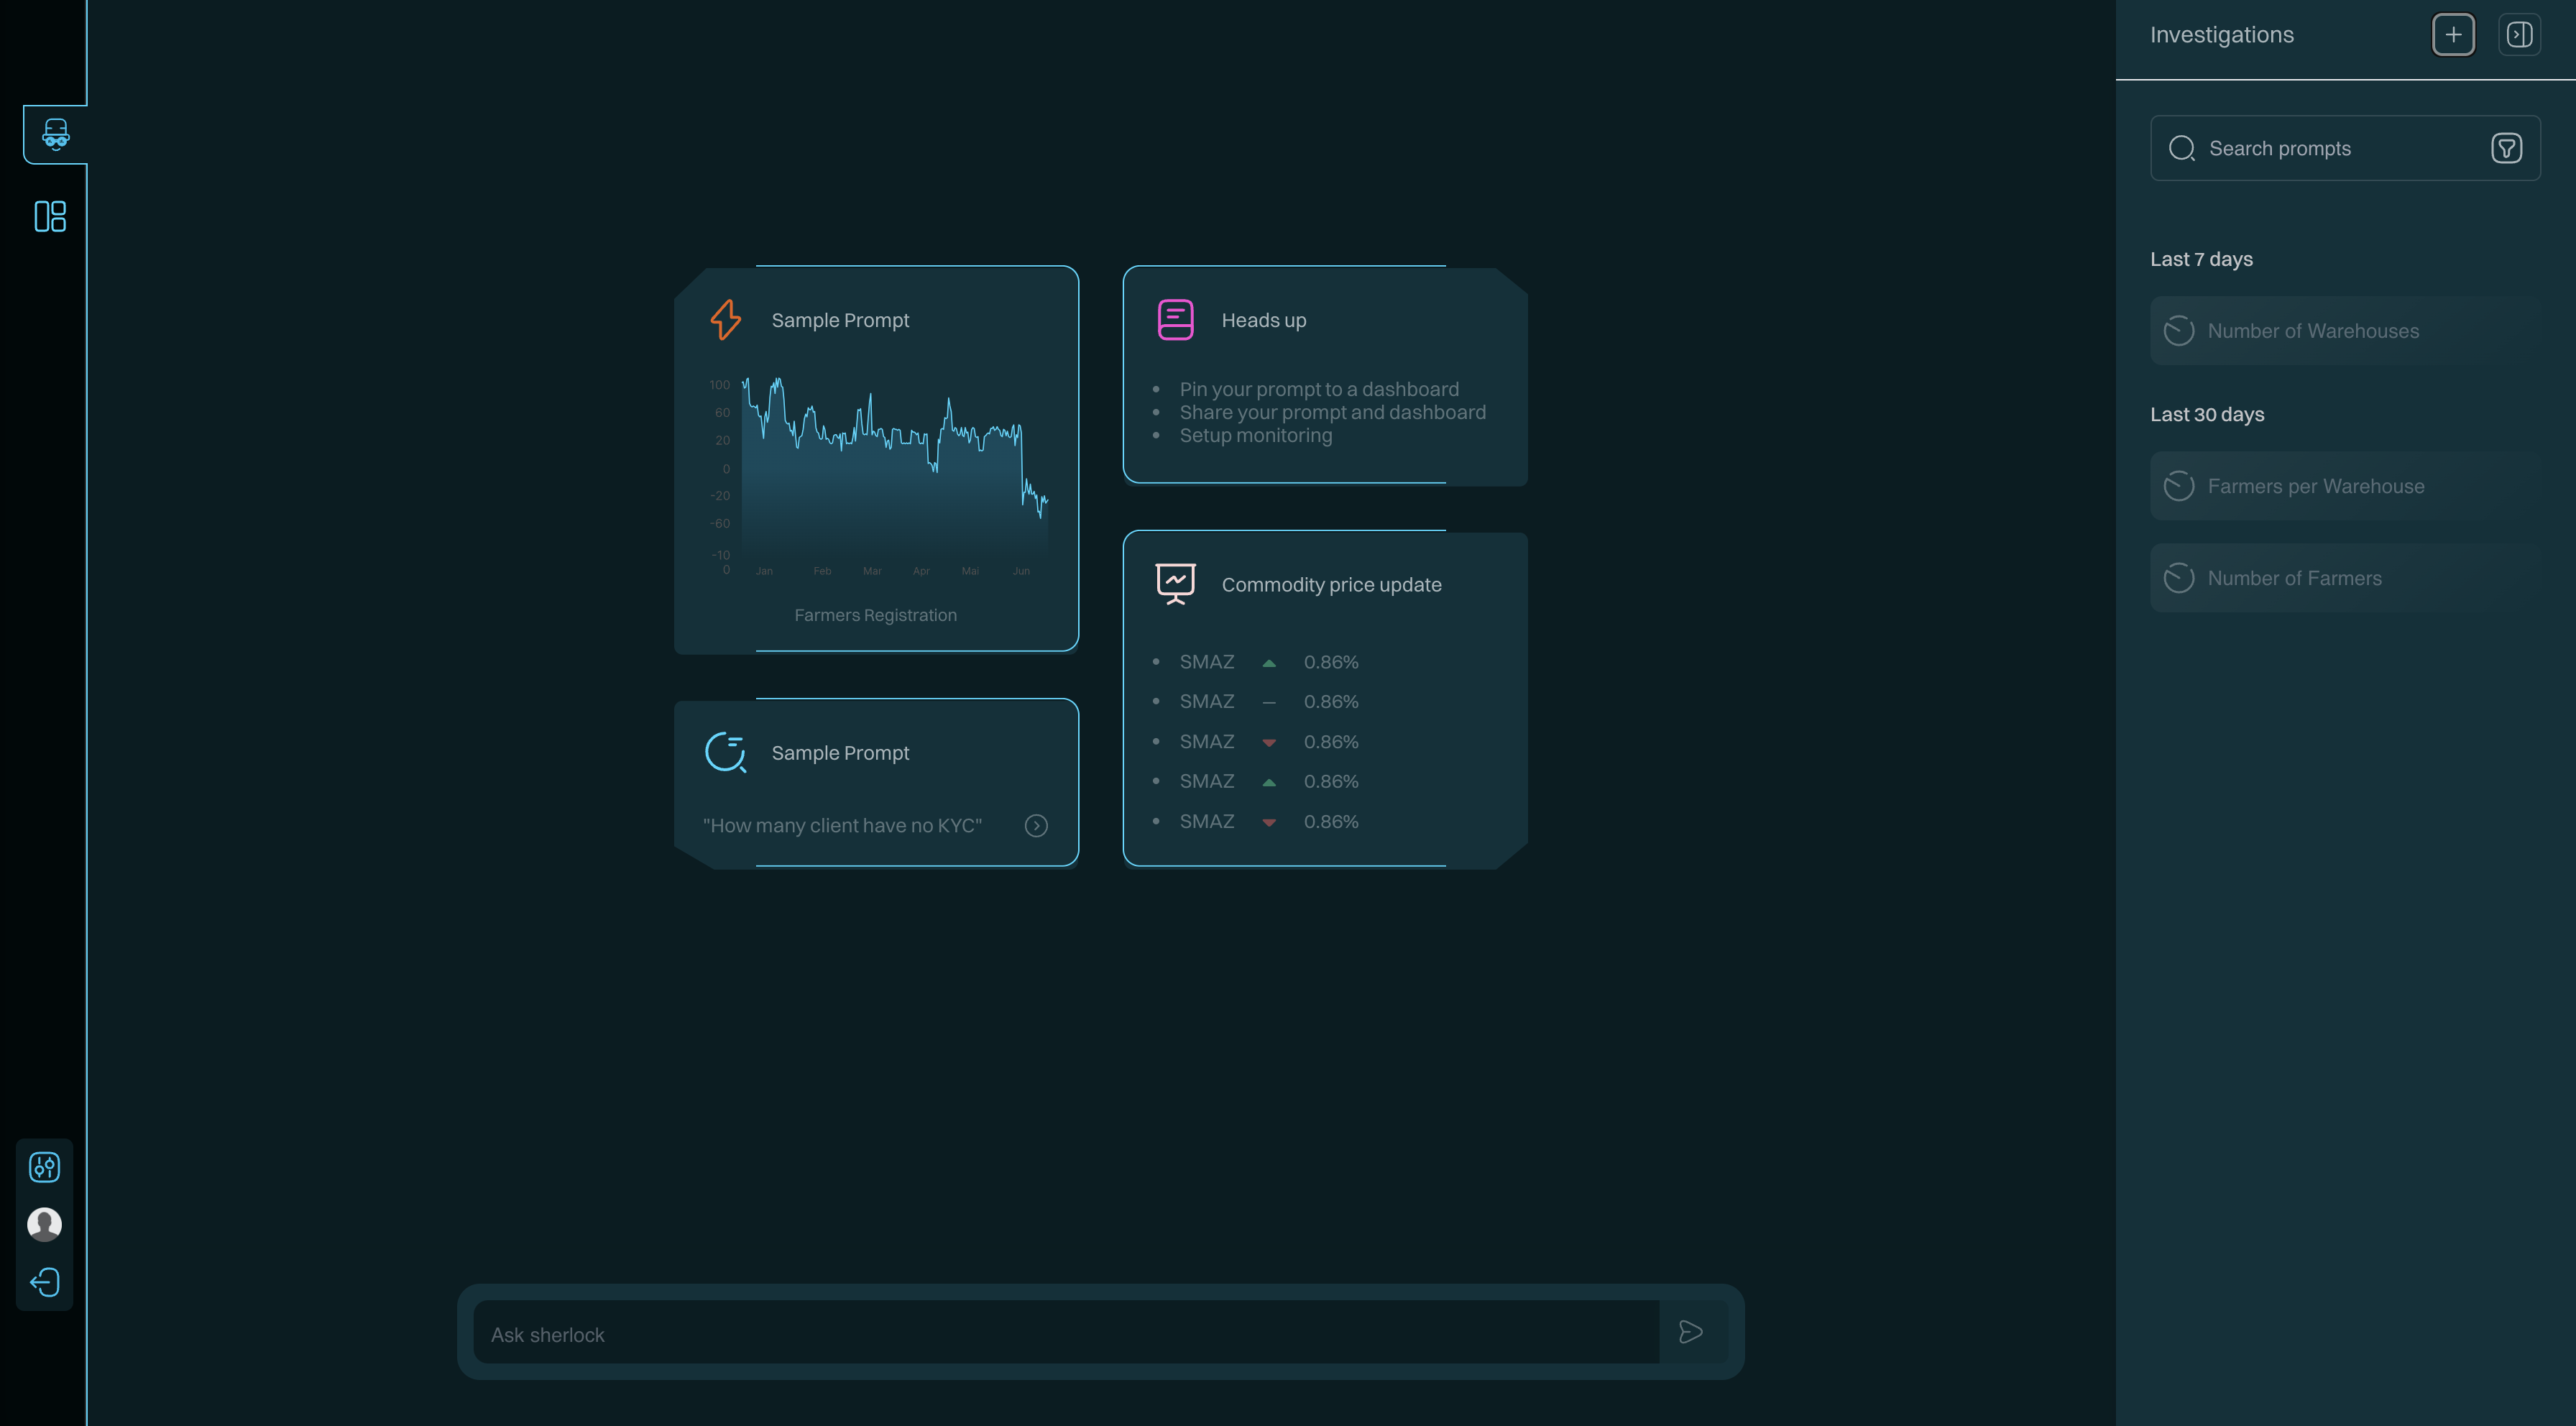 Investigations
Search prompts
Last 7 days
Number of Warehouses
Last 30 days
Farmers per Warehouse
Number of Farmers
Sample Prompt
100
60
20
0
-20
-60
-10
0
Jan Feb Mar Apr Mai Jun
Farmers Registration
Heads up
Pin your prompt to a dashboard
Share your prompt and dashboard
Setup monitoring
Sample Prompt
"How many client have no KYC"
Commodity price update
SMAZ 0.86%
SMAZ 0.86%
SMAZ 0.86%
SMAZ 0.86%
SMAZ 0.86%
Ask sherlock